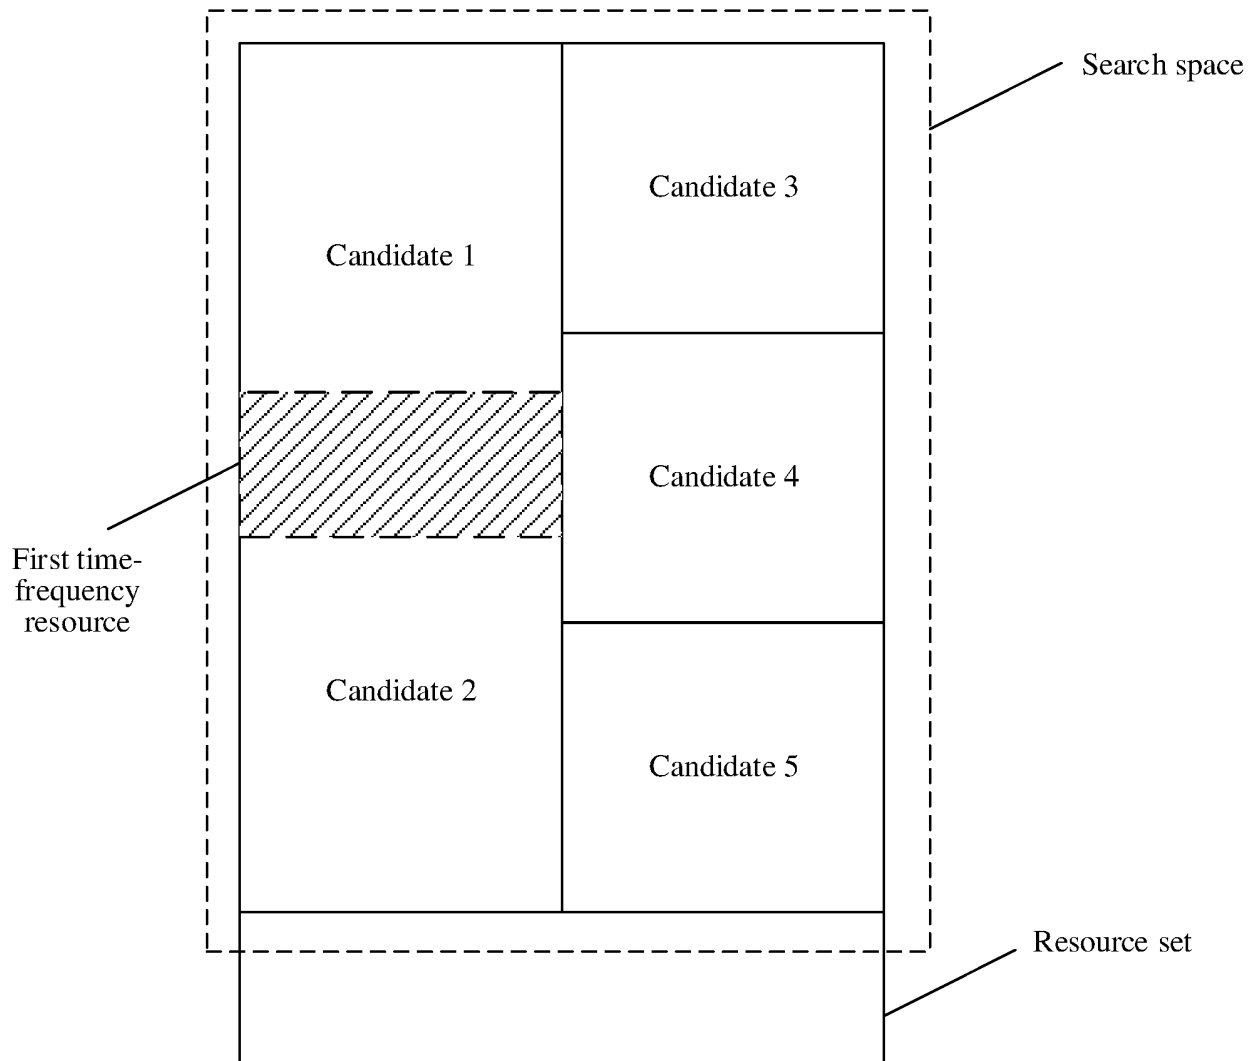 Search space
Candidate 3
Candidate 1
Candidate 4
First time-
frequency
resource
Candidate 2
Candidate 5
Resource set